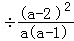 ÷ (a-2)² / a(a-1)